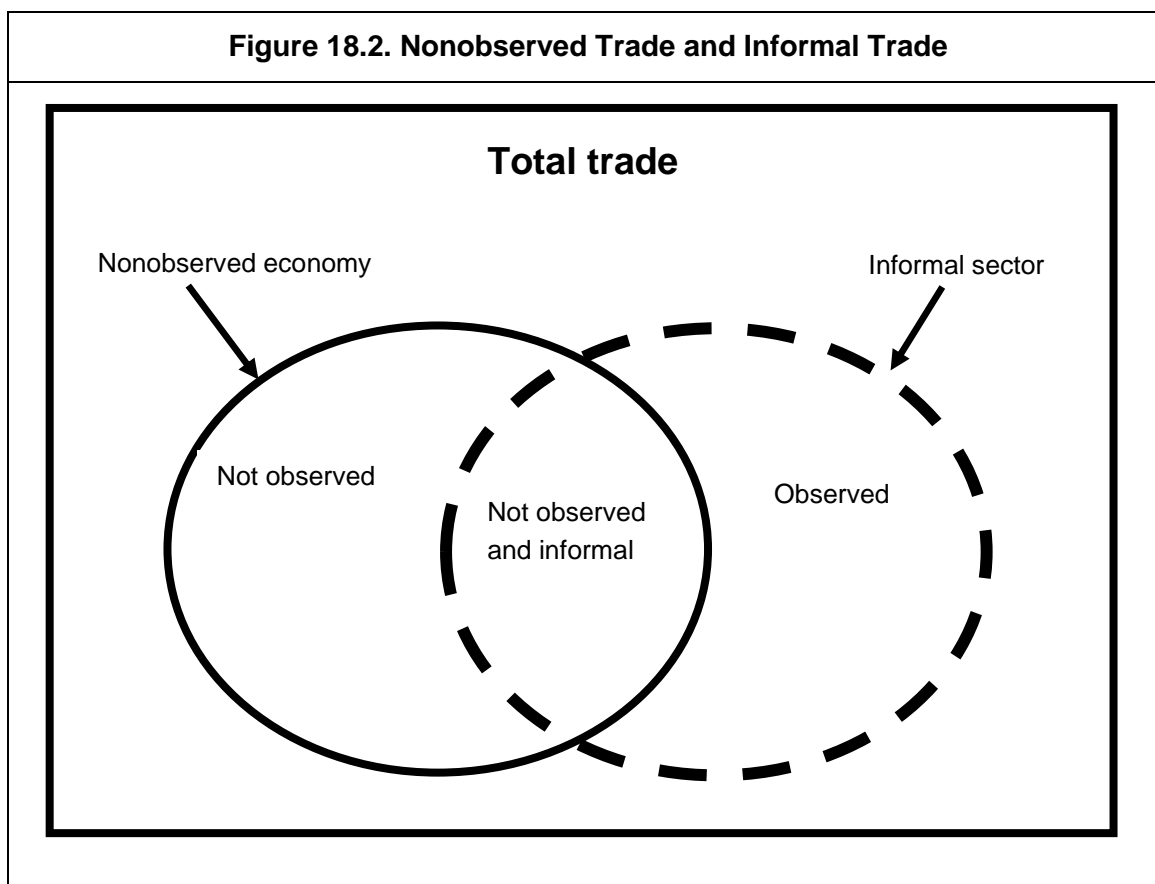 Figure 18.2. Nonobserved Trade and Informal Trade
Total trade
Nonobserved economy
Informal sector
Not observed
Not observed
and informal
Observed